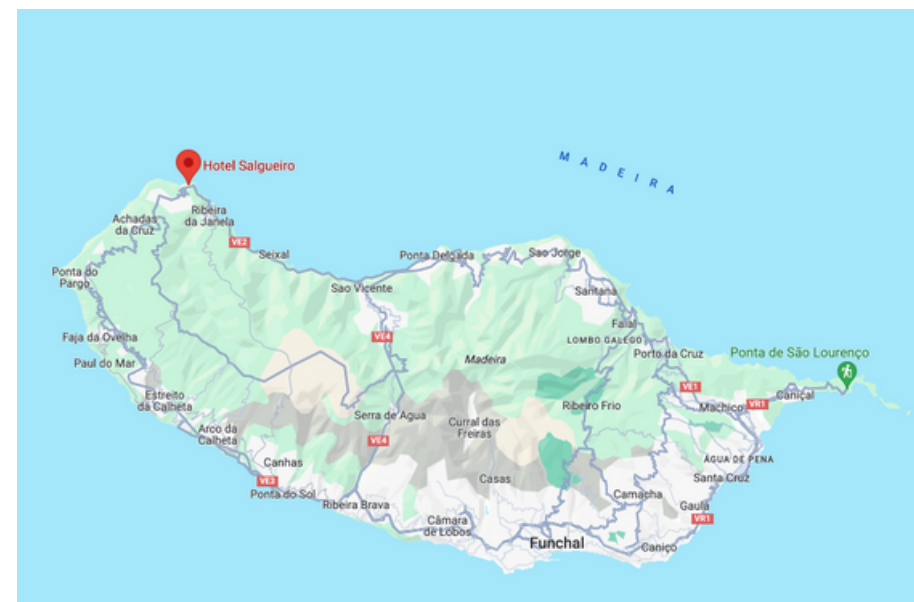 MADEIRA
Hotel Salgueiro
Ribeira
da Janela
Achadas
da Cruz
VE2
Seixal
Ponta Delgada
Sao Jorge
Ponta do
Pargo
Sao Vicente
Santana
Faial
Faja da Ovelha
VE4
LOMBO GALEGO
Porto da Cruz
Ponta de São Lourenço
Paul do Mar
Madeira
VE1
Estreito
da Calheta
Caniçal
Ribeiro Frio
Machico
VR1
Serra de Agua
Curral das
Freiras
Arco da
Calheta
VE4
Canhas
ÁGUA DE PENA
VE3
Casas
Santa Cruz
Ponta do Sol
Camacha
Ribeira Brava
Gaula
Câmara
de Lobos
VR1
Funchal
Caniço